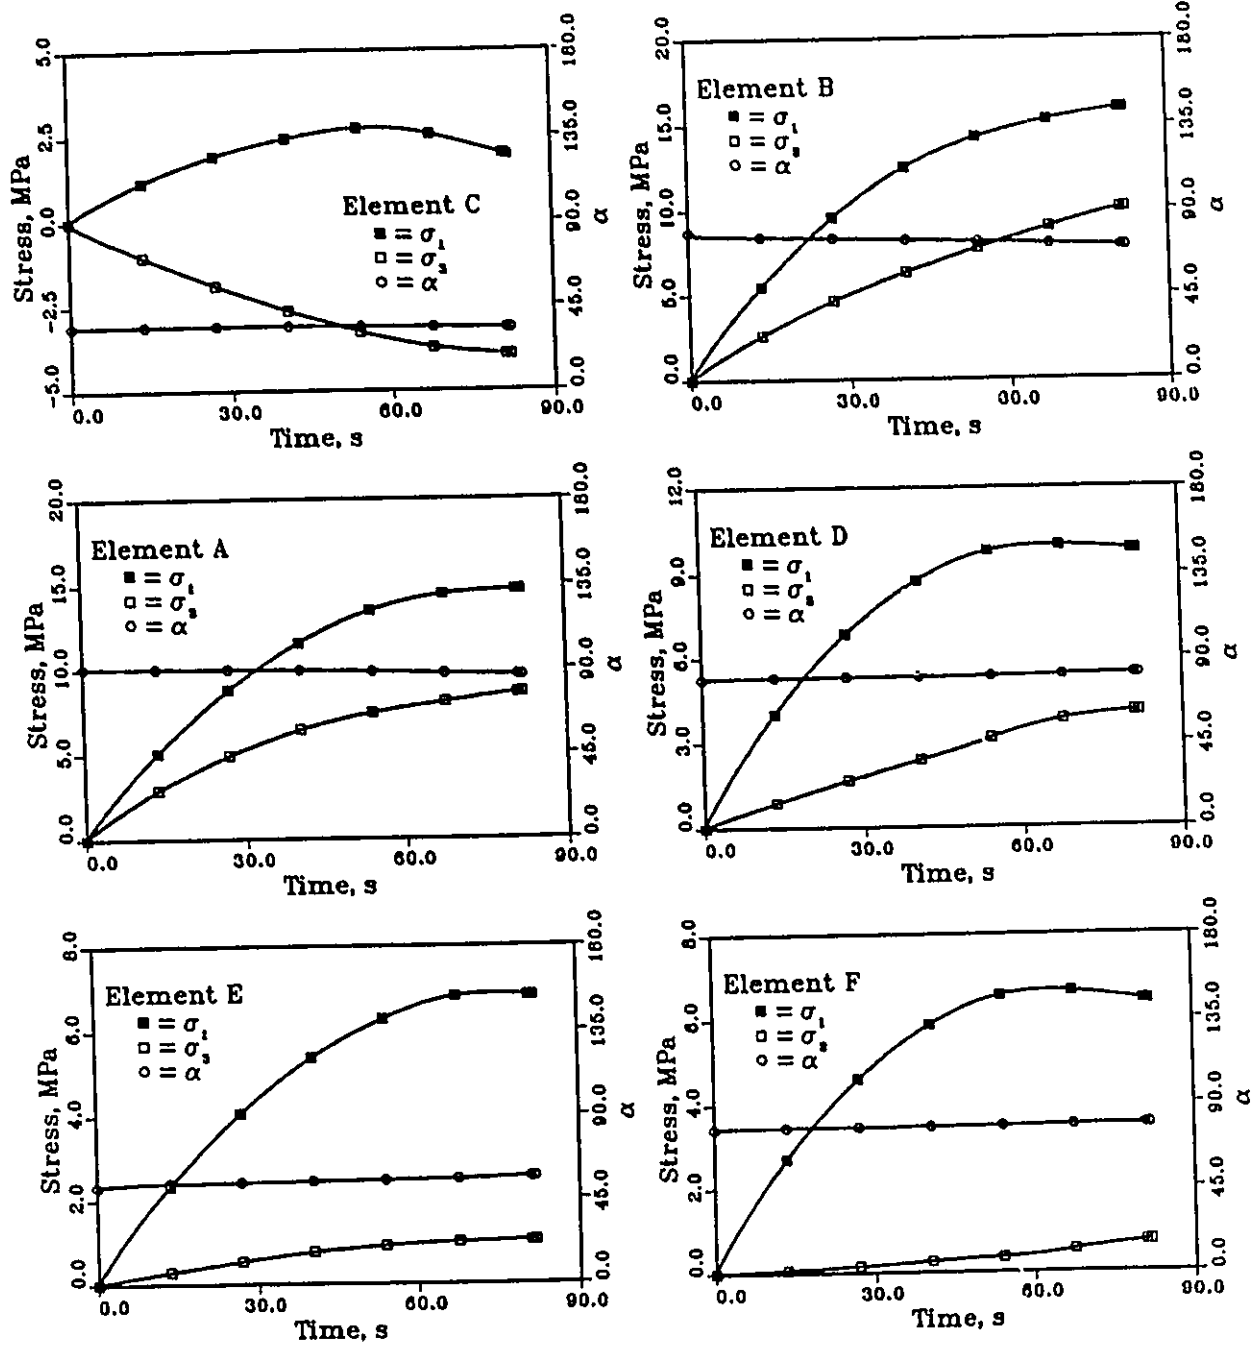 5.0
2.5
0.0
−2.5
−5.0
Stress, MPa
Element C
■ = σ₁
□ = σ₃
○ = α
180.0
135.0
90.0
45.0
0.0
α
0.0 30.0 60.0 90.0
Time, s
20.0
15.0
10.0
5.0
0.0
Stress, MPa
Element B
■ = σ₁
□ = σ₃
○ = α
180.0
135.0
90.0
45.0
0.0
α
0.0 30.0 60.0 90.0
Time, s
20.0
15.0
10.0
5.0
0.0
Stress, MPa
Element A
■ = σ₁
□ = σ₃
○ = α
180.0
135.0
90.0
45.0
0.0
α
0.0 30.0 60.0 90.0
Time, s
12.0
9.0
6.0
3.0
0.0
Stress, MPa
Element D
■ = σ₁
□ = σ₃
○ = α
180.0
135.0
90.0
45.0
0.0
α
0.0 30.0 60.0 90.0
Time, s
8.0
6.0
4.0
2.0
0.0
Stress, MPa
Element E
■ = σ₁
□ = σ₃
○ = α
180.0
135.0
90.0
45.0
0.0
α
0.0 30.0 60.0 90.0
Time, s
8.0
6.0
4.0
2.0
0.0
Stress, MPa
Element F
■ = σ₁
□ = σ₃
○ = α
180.0
135.0
90.0
45.0
0.0
α
0.0 30.0 60.0 90.0
Time, s